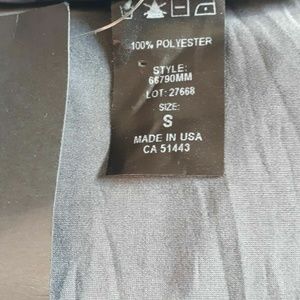 100% POLYESTER
STYLE:
66790MM
LOT: 27668
SIZE:
S
MADE IN USA
CA 51443